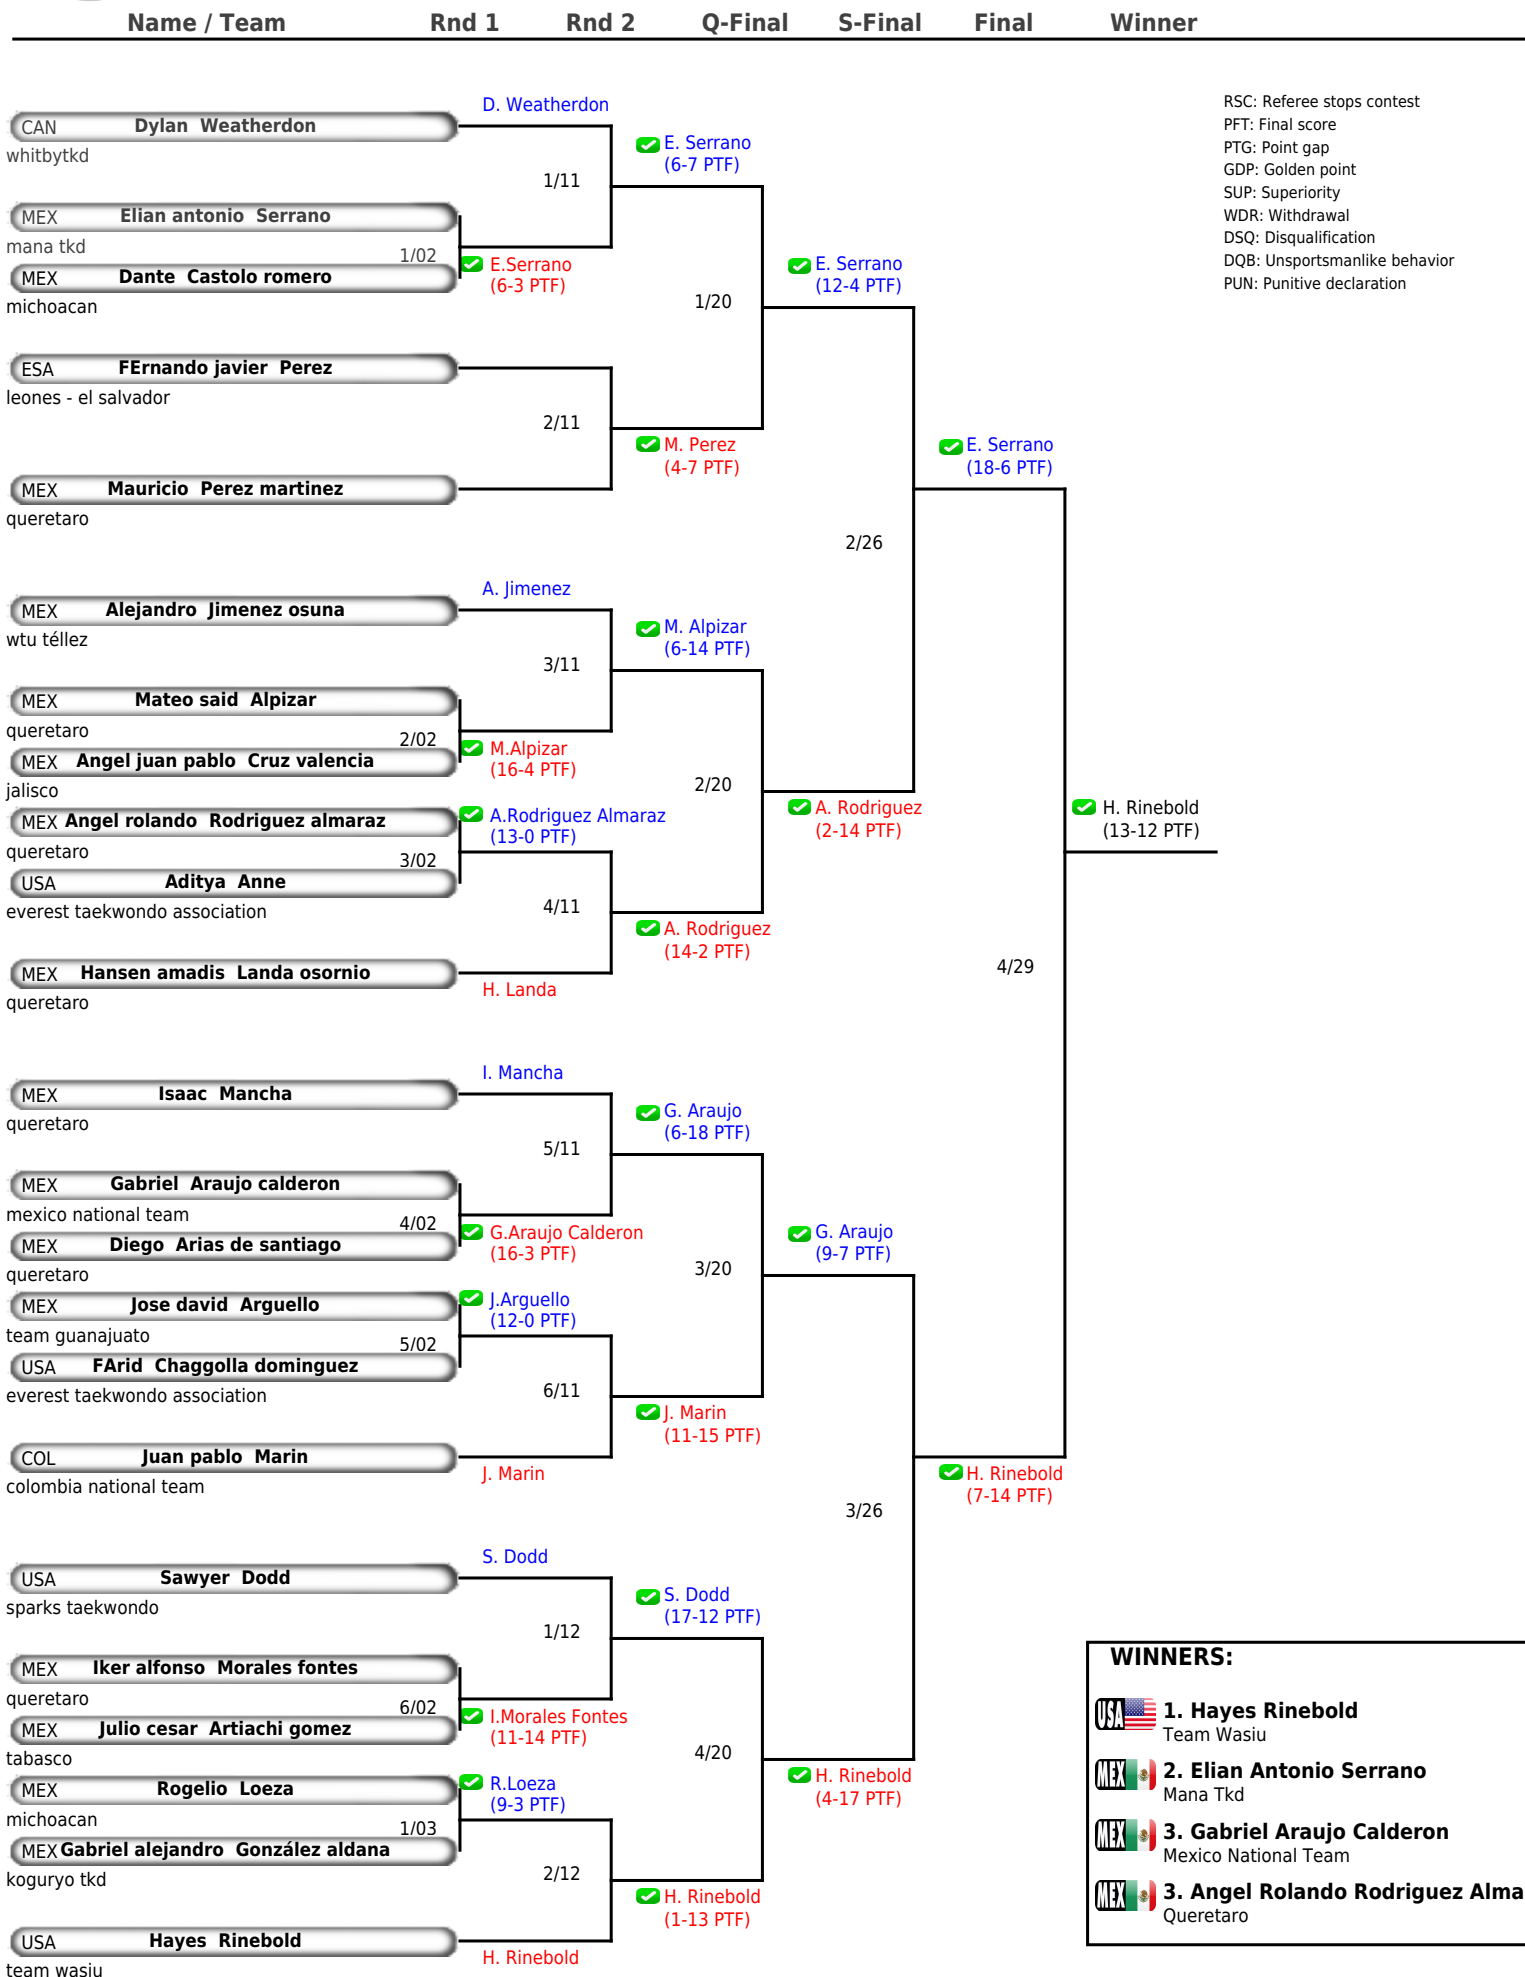 Name / Team Rnd 1 Rnd 2 Q-Final S-Final Final Winner
RSC: Referee stops contest
PFT: Final score
PTG: Point gap
GDP: Golden point
SUP: Superiority
WDR: Withdrawal
DSQ: Disqualification
DQB: Unsportsmanlike behavior
PUN: Punitive declaration
D. Weatherdon
CAN Dylan Weatherdon
whitbytkd
E. Serrano
(6-7 PTF)
1/11
MEX Elian antonio Serrano
mana tkd
1/02
MEX Dante Castolo romero
michoacan
E.Serrano
(6-3 PTF)
E. Serrano
(12-4 PTF)
1/20
ESA FErnando javier Perez
leones - el salvador
2/11
M. Perez
(4-7 PTF)
E. Serrano
(18-6 PTF)
MEX Mauricio Perez martinez
queretaro
2/26
A. Jimenez
MEX Alejandro Jimenez osuna
wtu téllez
M. Alpizar
(6-14 PTF)
3/11
MEX Mateo said Alpizar
queretaro
2/02
MEX Angel juan pablo Cruz valencia
jalisco
M.Alpizar
(16-4 PTF)
2/20
MEX Angel rolando Rodriguez almaraz
queretaro
A.Rodriguez Almaraz
(13-0 PTF)
A. Rodriguez
(2-14 PTF)
H. Rinebold
(13-12 PTF)
3/02
USA Aditya Anne
everest taekwondo association
4/11
A. Rodriguez
(14-2 PTF)
MEX Hansen amadis Landa osornio
queretaro
H. Landa
4/29
I. Mancha
MEX Isaac Mancha
queretaro
G. Araujo
(6-18 PTF)
5/11
MEX Gabriel Araujo calderon
mexico national team
4/02
MEX Diego Arias de santiago
queretaro
G.Araujo Calderon
(16-3 PTF)
G. Araujo
(9-7 PTF)
3/20
MEX Jose david Arguello
team guanajuato
J.Arguello
(12-0 PTF)
5/02
USA FArid Chaggolla dominguez
everest taekwondo association
6/11
J. Marin
(11-15 PTF)
COL Juan pablo Marin
colombia national team
J. Marin
H. Rinebold
(7-14 PTF)
3/26
S. Dodd
USA Sawyer Dodd
sparks taekwondo
S. Dodd
(17-12 PTF)
1/12
MEX Iker alfonso Morales fontes
queretaro
6/02
MEX Julio cesar Artiachi gomez
tabasco
I.Morales Fontes
(11-14 PTF)
4/20
MEX Rogelio Loeza
michoacan
R.Loeza
(9-3 PTF)
H. Rinebold
(4-17 PTF)
1/03
MEX Gabriel alejandro González aldana
koguryo tkd
2/12
H. Rinebold
(1-13 PTF)
USA Hayes Rinebold
team wasiu
H. Rinebold
WINNERS:
USA 1. Hayes Rinebold
Team Wasiu
MEX 2. Elian Antonio Serrano
Mana Tkd
MEX 3. Gabriel Araujo Calderon
Mexico National Team
MEX 3. Angel Rolando Rodriguez Alma
Queretaro